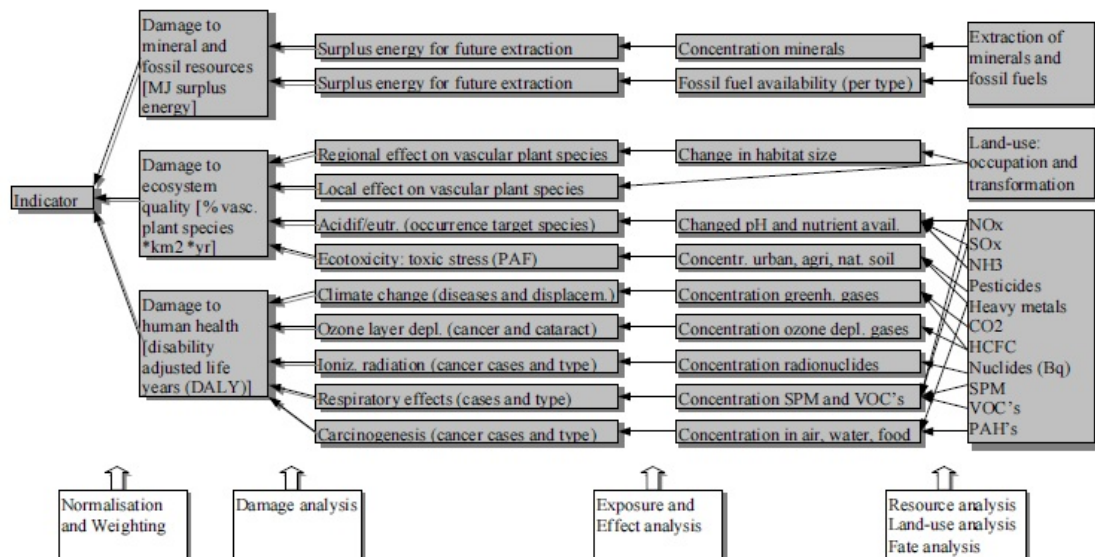 Damage to
mineral and
fossil resources
[MJ surplus
energy]
Surplus energy for future extraction
Concentration minerals
Extraction of
minerals and
fossil fuels
Surplus energy for future extraction
Fossil fuel availability (per type)
Indicator
Damage to
ecosystem
quality [% vasc.
plant species
*km2 *yr]
Regional effect on vascular plant species
Change in habitat size
Land-use:
occupation and
transformation
Local effect on vascular plant species
Acidif/eutr. (occurrence target species)
Changed pH and nutrient avail.
Ecotoxicity: toxic stress (PAF)
Concentr. urban, agri, nat. soil
Damage to
human health
[disability
adjusted life
years (DALY)]
Climate change (diseases and displacem.)
Concentration greenh. gases
Ozone layer depl. (cancer and cataract)
Concentration ozone depl. gases
Ioniz. radiation (cancer cases and type)
Concentration radionuclides
Respiratory effects (cases and type)
Concentration SPM and VOC's
Carcinogenesis (cancer cases and type)
Concentration in air, water, food
NOx
SOx
NH3
Pesticides
Heavy metals
CO2
HCFC
Nuclides (Bq)
SPM
VOC's
PAH's
Normalisation
and Weighting
Damage analysis
Exposure and
Effect analysis
Resource analysis
Land-use analysis
Fate analysis